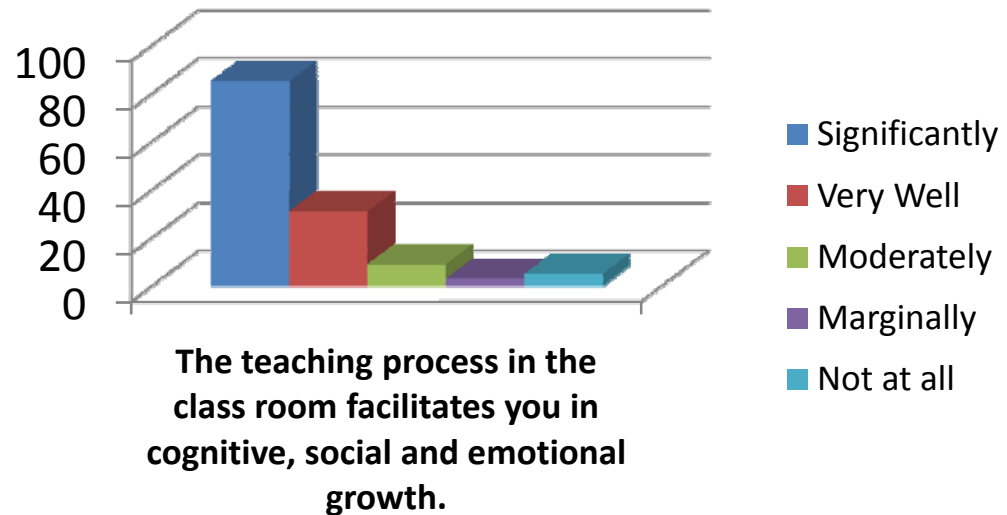 100
80
60
40
20
0
Significantly
Very Well
Moderately
Marginally
Not at all
The teaching process in the
class room facilitates you in
cognitive, social and emotional
growth.